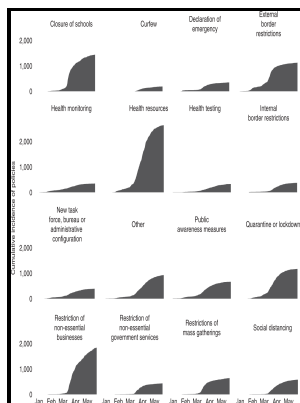 Closure of schools
Curfew
Declaration of
emergency
External
border
restrictions
2,000
1,000
0
Health monitoring
Health resources
Health testing
Internal
border restrictions
2,000
1,000
0
New task
force, bureau or
administrative
configuration
Other
Public
awareness measures
Quarantine or lockdown
2,000
1,000
0
Restriction of
non-essential
businesses
Restriction of
non-essential
government services
Restrictions of
mass gatherings
Social distancing
2,000
1,000
0
Jan Feb Mar Apr May
Jan Feb Mar Apr May
Jan Feb Mar Apr May
Jan Feb Mar Apr May
Cumulative incidence of policies